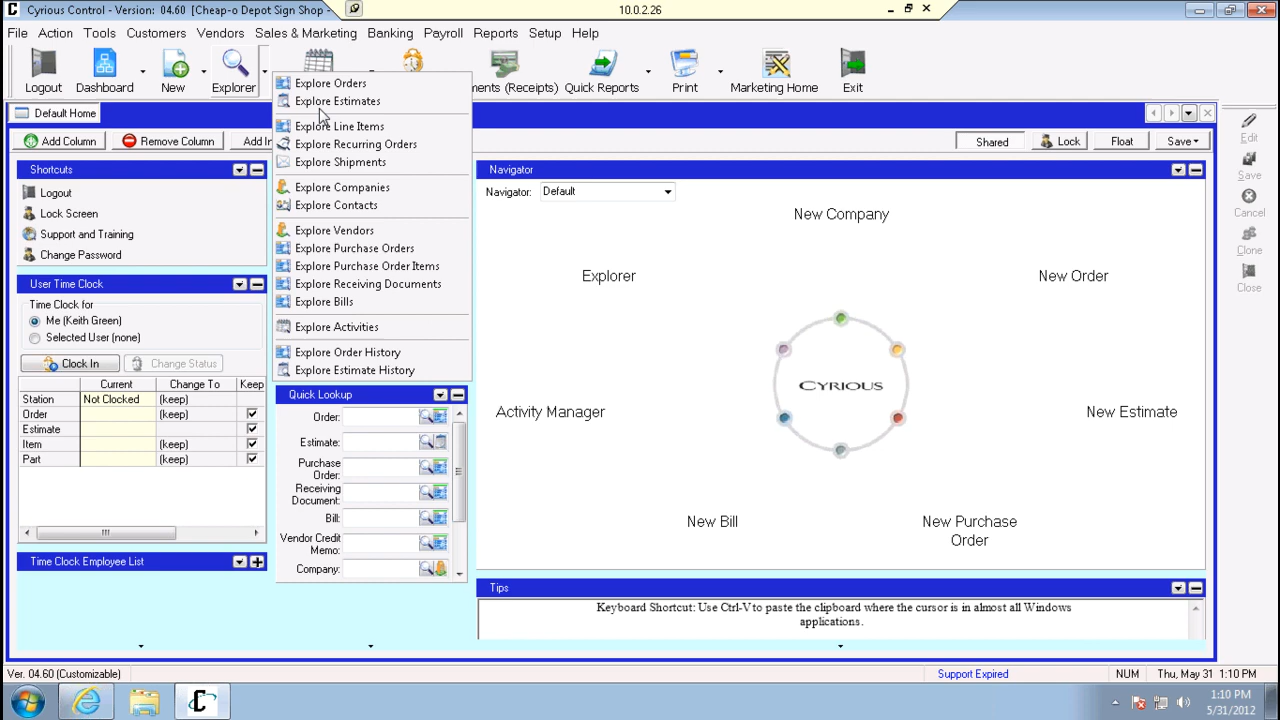 Cyrious Control - Version: 04.60 [Cheap-o Depot Sign Shop -
10.0.2.26
File Action Tools Customers Vendors Sales & Marketing Banking Payroll Reports Setup Help
Logout Dashboard New Explorer (Receipts) Quick Reports Print Marketing Home Exit
Default Home
Add Column Remove Column Shared Lock Float Save
Edit
Save
Cancel
Clone
Close
Explore Orders
Explore Estimates
Explore Line Items
Explore Recurring Orders
Explore Shipments
Explore Companies
Explore Contacts
Explore Vendors
Explore Purchase Orders
Explore Purchase Order Items
Explore Receiving Documents
Explore Bills
Explore Activities
Explore Order History
Explore Estimate History
Shortcuts
Logout
Lock Screen
Support and Training
Change Password
User Time Clock
Time Clock for
Me (Keith Green)
Selected User (none)
Clock In Change Status
Current Change To Keep
Station Not Clocked (keep)
Order (keep)
Estimate
Item (keep)
Part (keep)
Time Clock Employee List
Quick Lookup
Order:
Estimate:
Purchase
Order:
Receiving
Document:
Bill:
Vendor Credit
Memo:
Company:
Navigator
Navigator: Default
New Company
Explorer New Order
CYRIOUS
Activity Manager New Estimate
New Bill New Purchase
Order
Tips
Keyboard Shortcut: Use Ctrl-V to paste the clipboard where the cursor is in almost all Windows
applications.
Ver. 04.60 (Customizable) Support Expired NUM Thu, May 31 1:10 PM
1:10 PM
5/31/2012